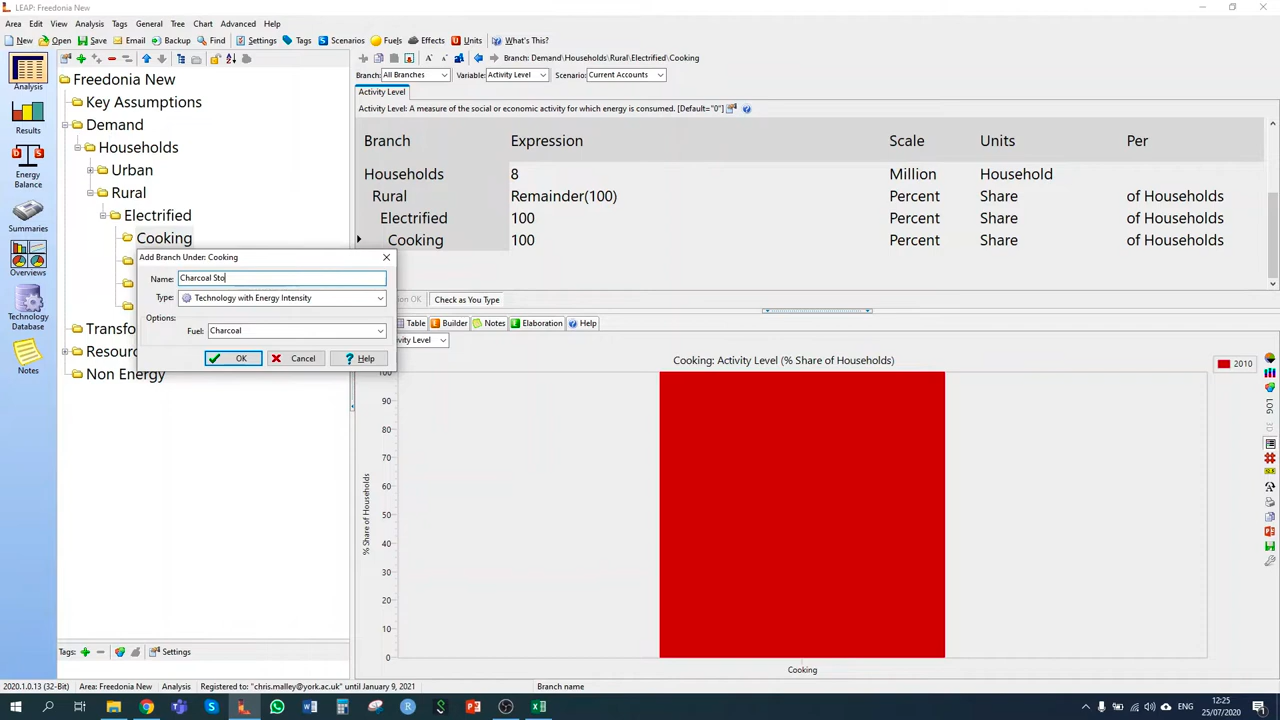 LEAP: Freedonia New
Area Edit View Analysis Tags General Tree Chart Advanced Help
New Open Save Email Backup Find Settings Tags Scenarios Fuels Effects Units What's This?
Analysis
Results
Energy
Balance
Summaries
Overviews
Technology
Database
Notes
Freedonia New
Key Assumptions
Demand
Households
Urban
Rural
Electrified
Cooking
Transfo
Resourc
Non Energy
Tags: Settings
Branch: Demand\Households\Rural\Electrified\Cooking
Branch: All Branches Variable: Activity Level Scenario: Current Accounts
Activity Level
Activity Level: A measure of the social or economic activity for which energy is consumed. [Default="0"]
Branch Expression Scale Units Per
Households 8 Million Household
Rural Remainder(100) Percent Share of Households
Electrified 100 Percent Share of Households
Cooking 100 Percent Share of Households
Add Branch Under: Cooking
Name: Charcoal Sto
Type: Technology with Energy Intensity
Options:
Fuel: Charcoal
OK Cancel Help
on OK Check as You Type
Table Builder Notes Elaboration Help
vity Level
Cooking: Activity Level (% Share of Households)
2010
% Share of Households
100
90
80
70
60
50
40
30
20
10
0
Cooking
LOG
2020.1.0.13 (32-Bit) Area: Freedonia New Analysis Registered to: "chris.malley@york.ac.uk" until January 9, 2021 Branch name
12:25
25/07/2020